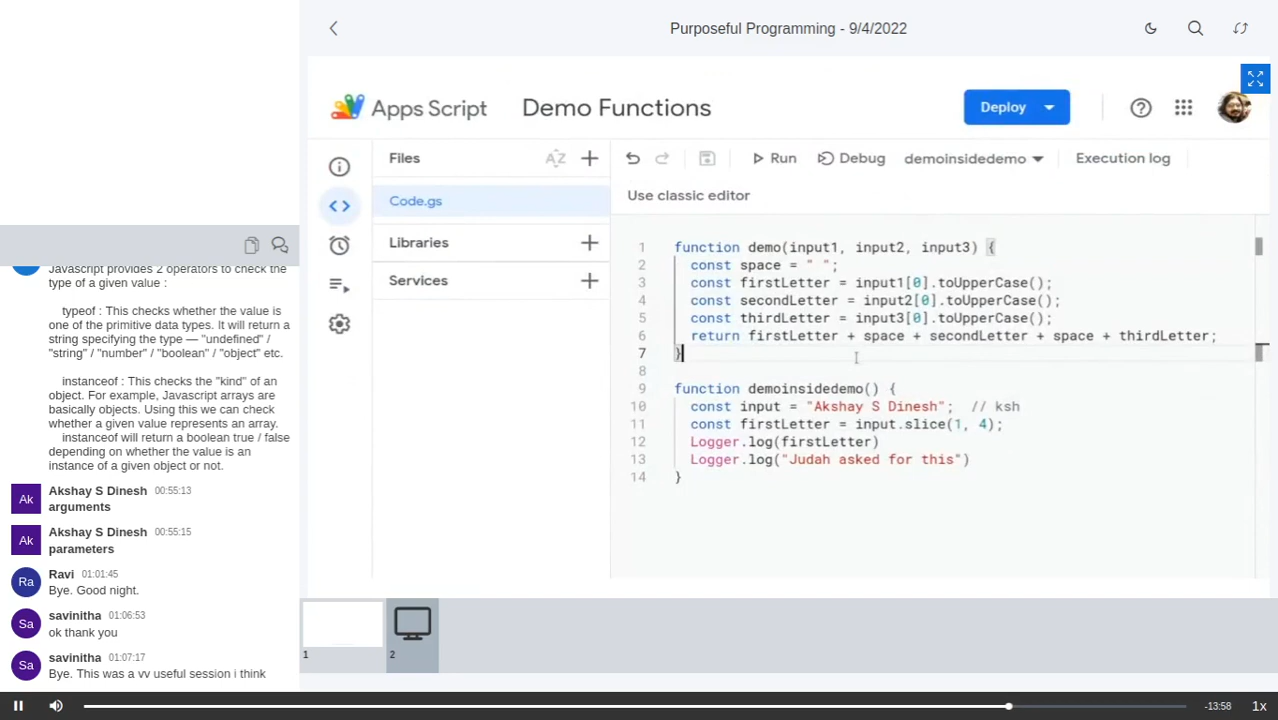 Purposeful Programming - 9/4/2022
Javascript provides 2 operators to check the
type of a given value :
typeof : This checks whether the value is
one of the primitive data types. It will return a
string specifying the type — "undefined" /
"string" / "number" / "boolean" / "object" etc.
instanceof : This checks the "kind" of an
object. For example, Javascript arrays are
basically objects. Using this we can check
whether a given value represents an array.
instanceof will return a boolean true / false
depending on whether the value is an
instance of a given object or not.
Ak
Akshay S Dinesh 00:55:13
arguments
Ak
Akshay S Dinesh 00:55:15
parameters
Ra
Ravi 01:01:45
Bye. Good night.
Sa
savinitha 01:06:53
ok thank you
Sa
savinitha 01:07:17
Bye. This was a vv useful session i think
Apps Script Demo Functions Deploy
Files AZ
Code.gs
Libraries
Services
Run Debug demoinsidedemo Execution log
Use classic editor
1 function demo(input1, input2, input3) {
2 const space = " ";
3 const firstLetter = input1[0].toUpperCase();
4 const secondLetter = input2[0].toUpperCase();
5 const thirdLetter = input3[0].toUpperCase();
6 return firstLetter + space + secondLetter + space + thirdLetter;
7 }
8
9 function demoinsidedemo() {
10 const input = "Akshay S Dinesh"; // ksh
11 const firstLetter = input.slice(1, 4);
12 Logger.log(firstLetter)
13 Logger.log("Judah asked for this")
14 }
1
2
-13:58 1x